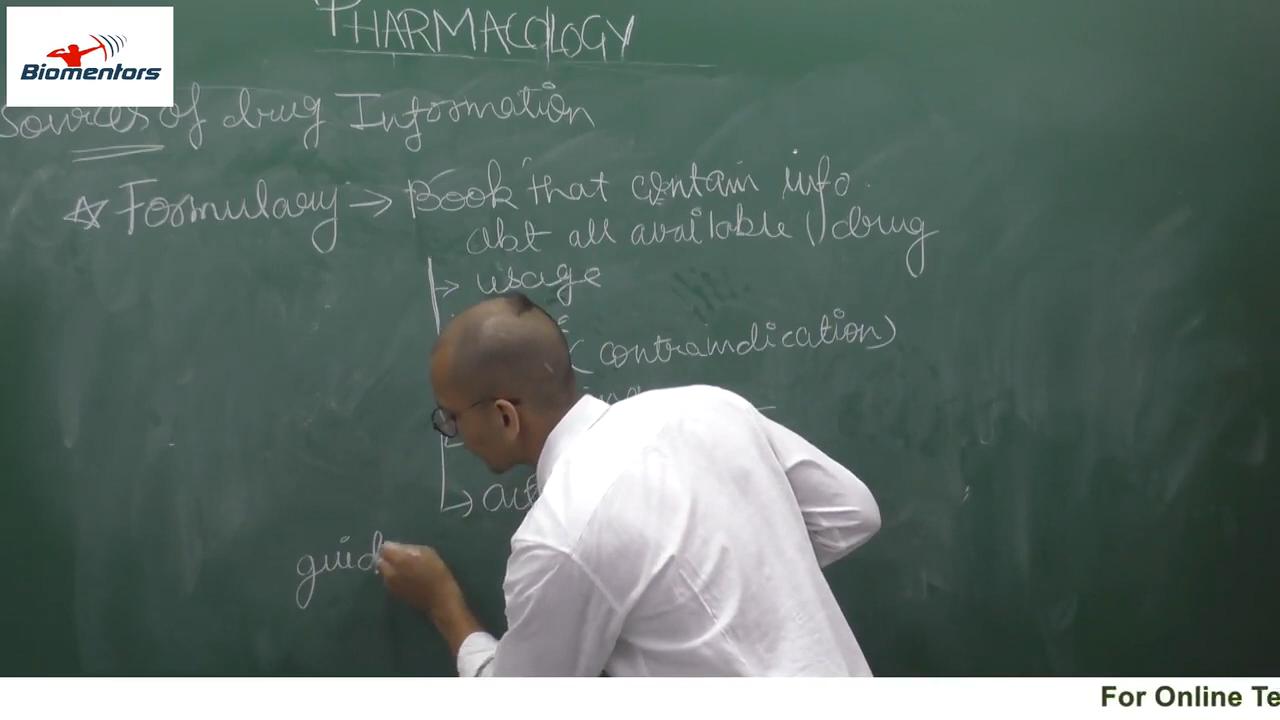 Biomentors
PHARMACOLOGY
Sources of drug Information
☆ Formulary → Book that contain info.
abt all available drug
→ usage
(contraindication)
→
guid
For Online Te